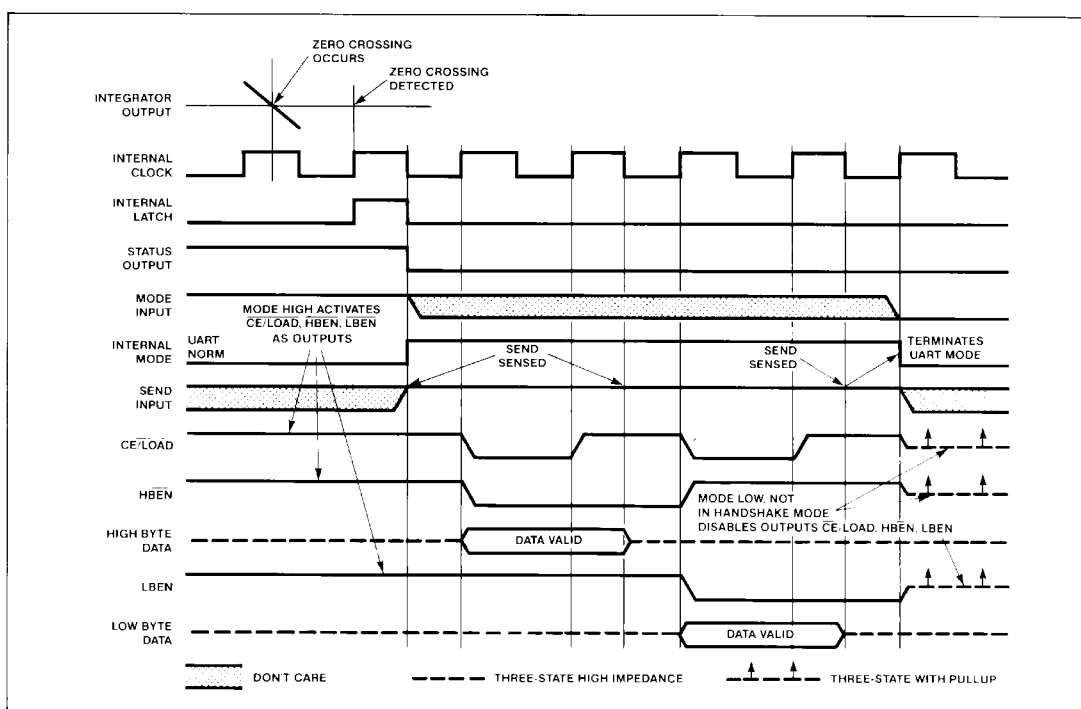 ZERO CROSSING
OCCURS
ZERO CROSSING
DETECTED
INTEGRATOR
OUTPUT
INTERNAL
CLOCK
INTERNAL
LATCH
STATUS
OUTPUT
MODE
INPUT
MODE HIGH ACTIVATES
CE/LOAD, HBEN, LBEN
AS OUTPUTS
INTERNAL
MODE
UART
NORM
SEND
SENSED
SEND
SENSED
TERMINATES
UART MODE
SEND
INPUT
CE/LOAD
HBEN
MODE LOW, NOT
IN HANDSHAKE MODE
DISABLES OUTPUTS CE/LOAD, HBEN, LBEN
HIGH BYTE
DATA
DATA VALID
LBEN
LOW BYTE
DATA
DATA VALID
DON'T CARE
THREE-STATE HIGH IMPEDANCE
THREE-STATE WITH PULLUP